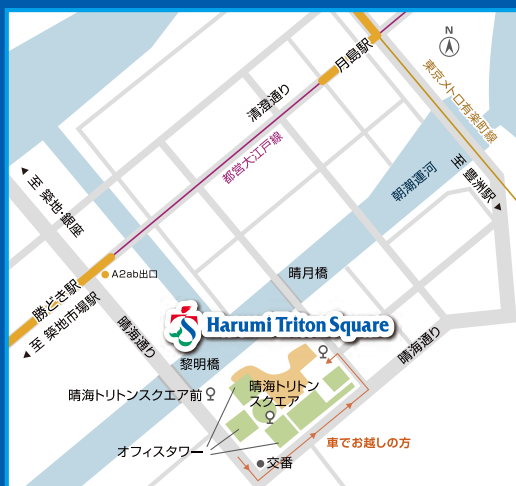 N
月島駅
清澄通り
東京メトロ有楽町線
都営大江戸線
▲至 築地・銀座
朝潮運河
至 豊洲駅▶
A2ab出口
晴月橋
勝どき駅
◀至 築地市場駅
晴海通り
Harumi Triton Square
晴海通り
黎明橋
晴海トリトン
スクエア
晴海トリトンスクエア前
オフィスタワー
車でお越しの方
交番